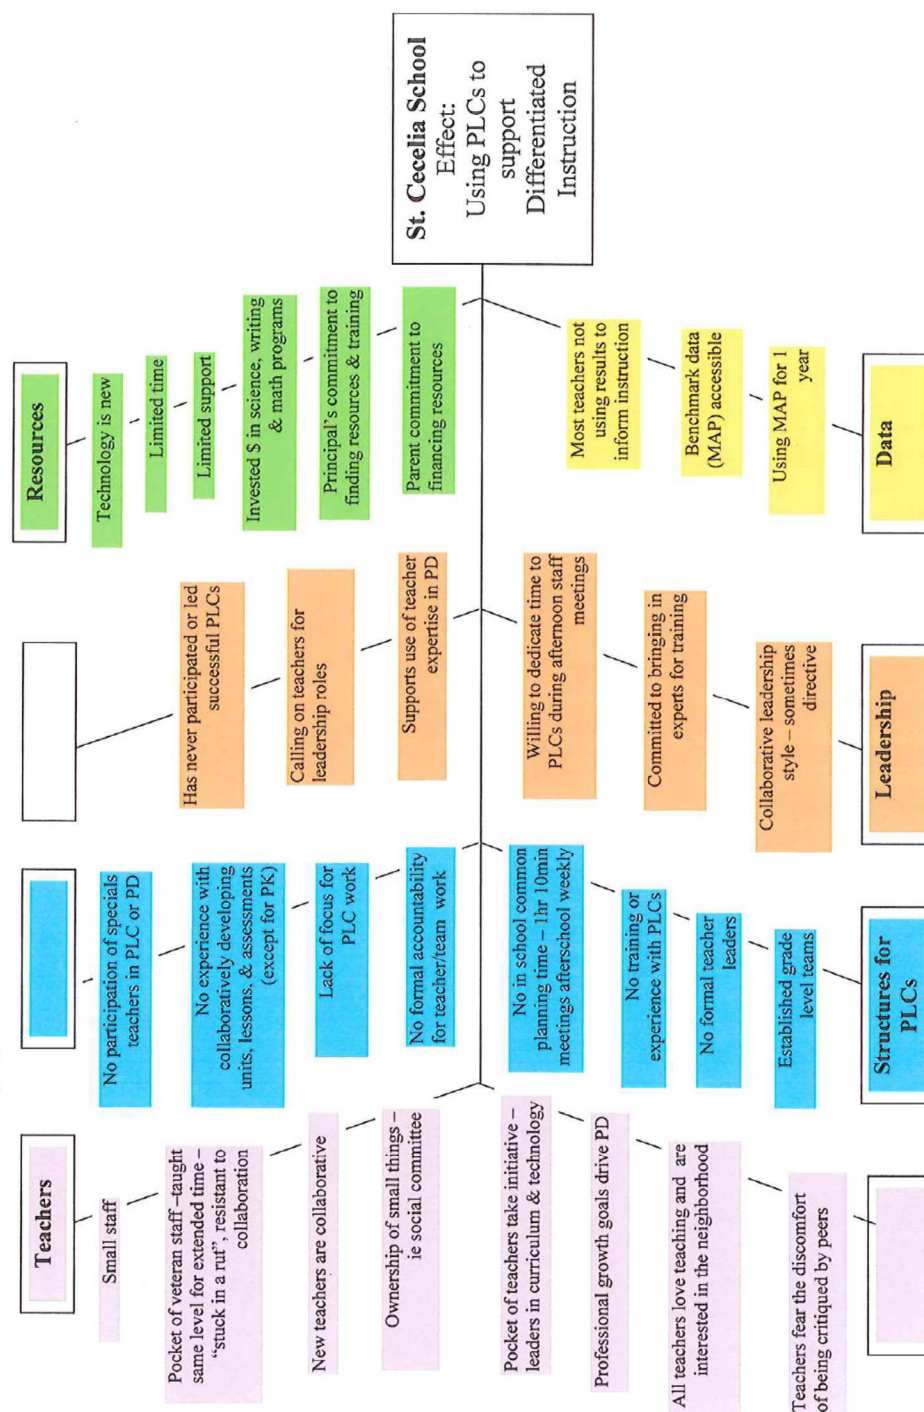 Teachers
Small staff
Pocket of veteran staff –taught
same level for extended time –
“stuck in a rut”, resistant to
collaboration
New teachers are collaborative
Ownership of small things –
ie social committee
Pocket of teachers take initiative –
leaders in curriculum & technology
Professional growth goals drive PD
All teachers love teaching and are
interested in the neighborhood
Teachers fear the discomfort
of being critiqued by peers
No participation of specials
teachers in PLC or PD
No experience with
collaboratively developing
units, lessons, & assessments
(except for PK)
Lack of focus for
PLC work
No formal accountability
for teacher/team work
No in school common
planning time – 1hr 10min
meetings afterschool weekly
No training or
experience with PLCs
No formal teacher
leaders
Established grade
level teams
Structures for
PLCs
Has never participated or led
successful PLCs
Calling on teachers for
leadership roles
Supports use of teacher
expertise in PD
Willing to dedicate time to
PLCs during afternoon staff
meetings
Committed to bringing in
experts for training
Collaborative leadership
style – sometimes
directive
Leadership
Resources
Technology is new
Limited time
Limited support
Invested $ in science, writing
& math programs
Principal’s commitment to
finding resources & training
Parent commitment to
financing resources
Most teachers not
using results to
inform instruction
Benchmark data
(MAP) accessible
Using MAP for 1
year
Data
St. Cecelia School
Effect:
Using PLCs to
support
Differentiated
Instruction